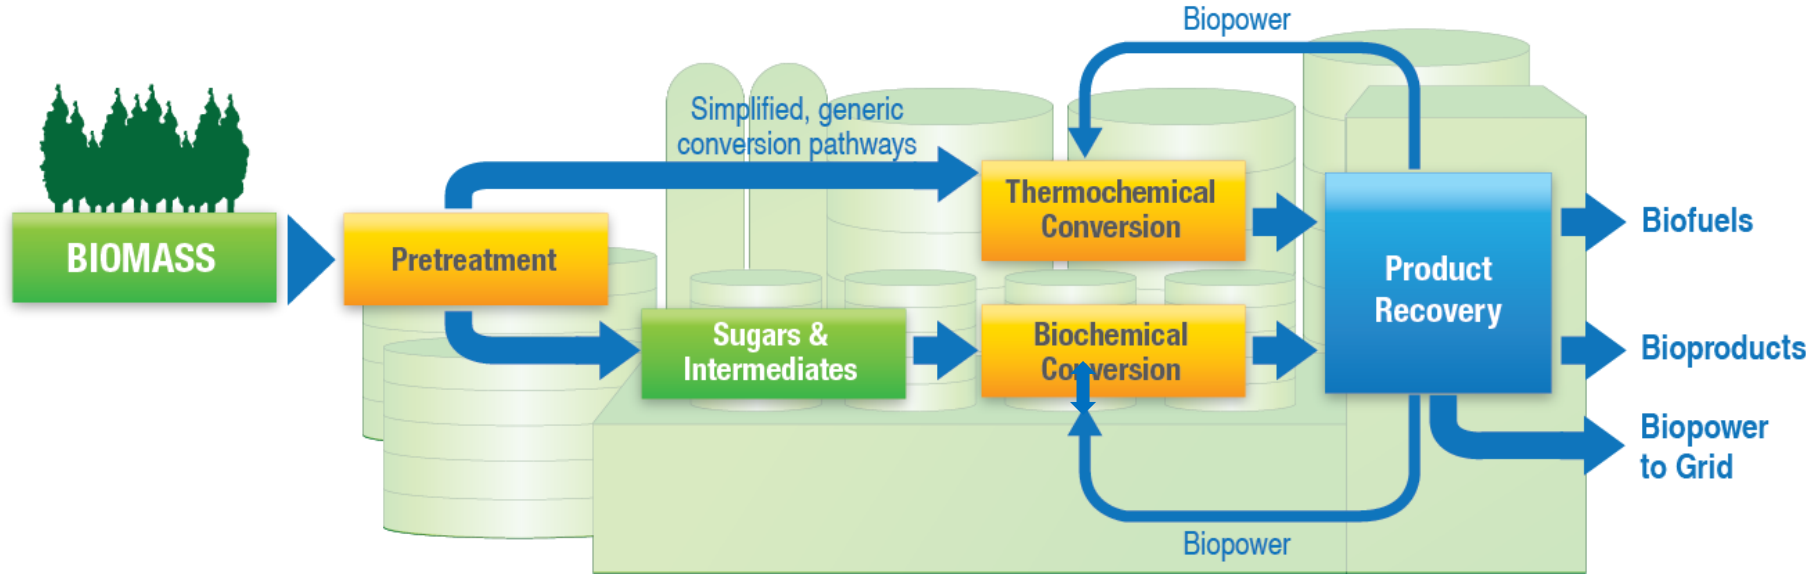 Biopower
Simplified, generic
conversion pathways
BIOMASS
Pretreatment
Thermochemical
Conversion
Sugars &
Intermediates
Biochemical
Conversion
Product
Recovery
Biofuels
Bioproducts
Biopower
to Grid
Biopower